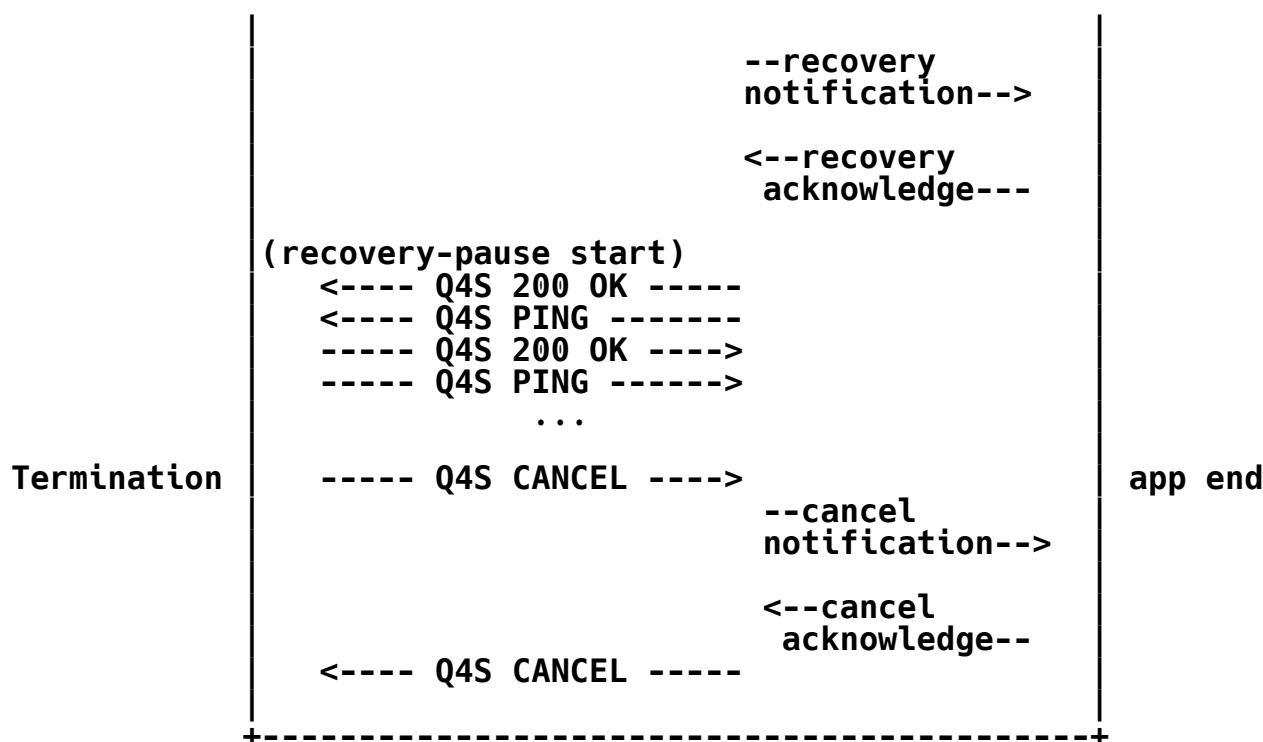 --recovery
notification-->
<--recovery
acknowledge---
(recovery-pause start)
<---- Q4S 200 OK -----
<---- Q4S PING -------
----- Q4S 200 OK ---->
----- Q4S PING ------>
...
Termination ----- Q4S CANCEL ----> app end
--cancel
notification-->
<--cancel
acknowledge--
<---- Q4S CANCEL -----